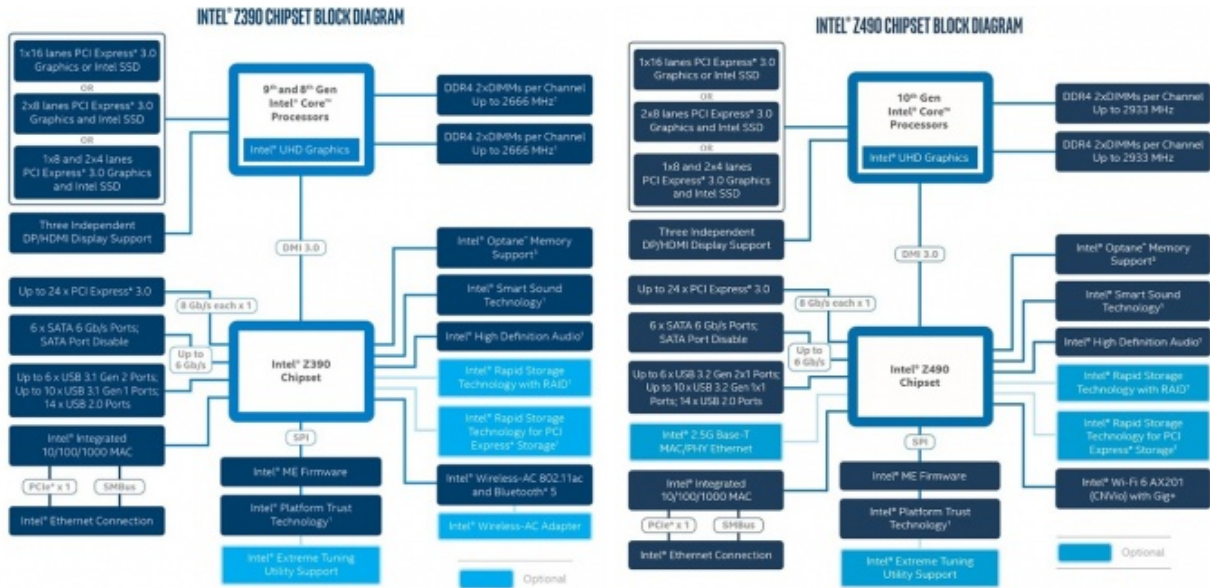 INTEL® Z390 CHIPSET BLOCK DIAGRAM
1x16 lanes PCI Express* 3.0
Graphics or Intel SSD
OR
2x8 lanes PCI Express* 3.0
Graphics and Intel SSD
OR
1x8 and 2x4 lanes
PCI Express* 3.0 Graphics
and Intel SSD
Three Independent
DP/HDMI Display Support
9th and 8th Gen
Intel® Core™
Processors
Intel® UHD Graphics
DDR4 2xDIMMs per Channel
Up to 2666 MHz¹
DDR4 2xDIMMs per Channel
Up to 2666 MHz¹
DMI 3.0
Up to 24 x PCI Express* 3.0
8 Gb/s each x 1
6 x SATA 6 Gb/s Ports;
SATA Port Disable
Up to
6 Gb/s
Up to 6 x USB 3.1 Gen 2 Ports;
Up to 10 x USB 3.1 Gen 1 Ports;
14 x USB 2.0 Ports
Intel® Integrated
10/100/1000 MAC
PCIe* x 1
SMBus
Intel® Ethernet Connection
Intel® Z390
Chipset
SPI
Intel® ME Firmware
Intel® Platform Trust
Technology¹
Intel® Extreme Tuning
Utility Support
Intel® Optane™ Memory
Support²
Intel® Smart Sound
Technology¹
Intel® High Definition Audio¹
Intel® Rapid Storage
Technology with RAID¹
Intel® Rapid Storage
Technology for PCI
Express* Storage¹
Intel® Wireless-AC 802.11ac
and Bluetooth* 5
Intel® Wireless-AC Adapter
Optional
INTEL® Z490 CHIPSET BLOCK DIAGRAM
1x16 lanes PCI Express* 3.0
Graphics or Intel SSD
OR
2x8 lanes PCI Express* 3.0
Graphics and Intel SSD
OR
1x8 and 2x4 lanes
PCI Express* 3.0 Graphics
and Intel SSD
Three Independent
DP/HDMI Display Support
10th Gen
Intel® Core™
Processors
Intel® UHD Graphics
DDR4 2xDIMMs per Channel
Up to 2933 MHz
DDR4 2xDIMMs per Channel
Up to 2933 MHz
DMI 3.0
Up to 24 x PCI Express* 3.0
8 Gb/s each x 1
6 x SATA 6 Gb/s Ports;
SATA Port Disable
Up to
6 Gb/s
Up to 6 x USB 3.2 Gen 2x1 Ports;
Up to 10 x USB 3.2 Gen 1x1
Ports; 14 x USB 2.0 Ports
Intel® 2.5G Base-T
MAC/PHY Ethernet
Intel® Integrated
10/100/1000 MAC
PCIe* x 1
SMBus
Intel® Ethernet Connection
Intel® Z490
Chipset
SPI
Intel® ME Firmware
Intel® Platform Trust
Technology¹
Intel® Extreme Tuning
Utility Support
Intel® Optane™ Memory
Support²
Intel® Smart Sound
Technology¹
Intel® High Definition Audio¹
Intel® Rapid Storage
Technology with RAID¹
Intel® Rapid Storage
Technology for PCI
Express* Storage¹
Intel® Wi-Fi 6 AX201
(CNVio) with Gig+
Optional